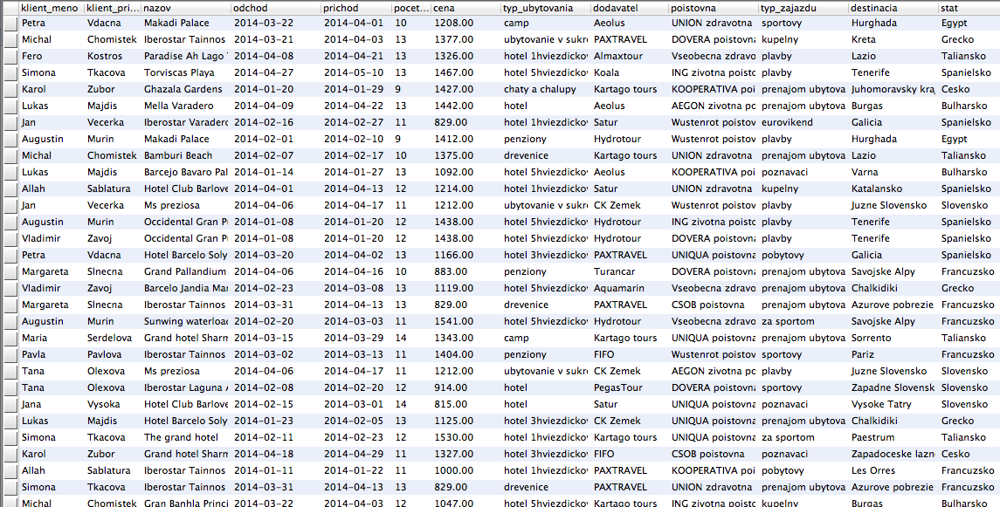 klient_meno klient_pri... nazov odchod prichod pocet... cena typ_ubytovania dodavatel poistovna typ_zajazdu destinacia stat
Petra Vdacna Makadi Palace 2014-03-22 2014-04-01 10 1208.00 camp Aeolus UNION zdravotna sportovy Hurghada Egypt
Michal Chomistek Iberostar Tainnos 2014-03-21 2014-04-03 13 1377.00 ubytovanie v sukr PAXTRAVEL DOVERA poistovna kupelny Kreta Grecko
Fero Kostros Paradise Ah Lago 2014-04-08 2014-04-21 13 1326.00 hotel 1hviezdickov Almaxtour Vseobecna zdravo plavby Lazio Taliansko
Simona Tkacova Torviscas Playa 2014-04-27 2014-05-10 13 1467.00 hotel 5hviezdickov Koala ING zivotna poisto plavby Tenerife Spanielsko
Karol Zubor Ghazala Gardens 2014-01-20 2014-01-29 9 1427.00 chaty a chalupy Kartago tours KOOPERATIVA poi prenajom ubytova Juhomoravsky kraj Cesko
Lukas Majdis Mella Varadero 2014-04-09 2014-04-22 13 1442.00 hotel Aeolus AEGON zivotna pc prenajom ubytova Burgas Bulharsko
Jan Vecerka Iberostar Varaderc 2014-02-16 2014-02-27 11 829.00 hotel 1hviezdickov Satur Wustenrot poistov eurovikend Galicia Spanielsko
Augustin Murin Makadi Palace 2014-02-01 2014-02-10 9 1412.00 penziony Hydrotour Wustenrot poistov plavby Hurghada Egypt
Michal Chomistek Bamburi Beach 2014-02-07 2014-02-17 10 1375.00 drevenice Kartago tours UNION zdravotna prenajom ubytova Lazio Taliansko
Lukas Majdis Barcejo Bavaro Pal 2014-01-14 2014-01-27 13 1092.00 hotel 5hviezdickov Aeolus KOOPERATIVA poi poznavaci Varna Bulharsko
Allah Sablatura Hotel Club Barlove 2014-04-01 2014-04-13 12 1214.00 hotel 1hviezdickov Satur UNION zdravotna kupelny Katalansko Spanielsko
Jan Vecerka Ms preziosa 2014-04-06 2014-04-17 11 1212.00 ubytovanie v sukr CK Zemek Wustenrot poistov plavby Juzne Slovensko Slovensko
Augustin Murin Occidental Gran P 2014-01-08 2014-01-20 12 1438.00 hotel 5hviezdickov Hydrotour ING zivotna poisto plavby Tenerife Spanielsko
Vladimir Zavoj Occidental Gran P 2014-01-08 2014-01-20 12 1438.00 hotel 5hviezdickov Hydrotour DOVERA poistovna plavby Tenerife Spanielsko
Petra Vdacna Hotel Barcelo Soly 2014-03-20 2014-04-02 13 1166.00 hotel 3hviezdickov PAXTRAVEL UNIQUA poistovna pobytovy Galicia Spanielsko
Margareta Slnecna Grand Pallandium 2014-04-06 2014-04-16 10 883.00 penziony Turancar DOVERA poistovna prenajom ubytova Savojske Alpy Francuzsko
Vladimir Zavoj Barcelo Jandia Mar 2014-02-23 2014-03-08 13 1119.00 hotel 5hviezdickov Aquamarin Vseobecna zdravo prenajom ubytova Chalkidiki Grecko
Margareta Slnecna Iberostar Tainnos 2014-03-31 2014-04-13 13 829.00 drevenice PAXTRAVEL CSOB poistovna prenajom ubytova Azurove pobrezie Francuzsko
Augustin Murin Sunwing waterloo 2014-02-20 2014-03-03 11 1541.00 hotel 5hviezdickov Hydrotour Vseobecna zdravo za sportom Savojske Alpy Francuzsko
Maria Serdelova Grand hotel Sharm 2014-03-15 2014-03-29 14 1343.00 camp Kartago tours UNIQUA poistovna prenajom ubytova Sorrento Taliansko
Pavla Pavlova Iberostar Tainnos 2014-03-02 2014-03-13 11 1404.00 penziony FIFO Wustenrot poistov sportovy Pariz Francuzsko
Tana Olexova Ms preziosa 2014-04-06 2014-04-17 11 1212.00 ubytovanie v sukr CK Zemek AEGON zivotna pc plavby Juzne Slovensko Slovensko
Tana Olexova Iberostar Laguna 2014-02-08 2014-02-20 12 914.00 hotel PegasTour DOVERA poistovna sportovy Zapadne Slovensk Slovensko
Jana Vysoka Hotel Club Barlove 2014-02-15 2014-03-01 14 815.00 hotel Satur UNIQUA poistovna poznavaci Vysoke Tatry Slovensko
Lukas Majdis Hotel Barcelo Soly 2014-01-23 2014-02-05 13 1125.00 hotel 3hviezdickov CK Zemek UNIQUA poistovna prenajom ubytova Chalkidiki Grecko
Simona Tkacova The grand hotel 2014-02-11 2014-02-23 12 1530.00 hotel 1hviezdickov Kartago tours UNIQUA poistovna za sportom Paestrum Taliansko
Karol Zubor Grand hotel Sharm 2014-04-18 2014-04-29 11 1327.00 hotel 3hviezdickov FIFO CSOB poistovna poznavaci Zapadoceske lazn Cesko
Allah Sablatura Iberostar Tainnos 2014-01-11 2014-01-22 11 1000.00 hotel 1hviezdickov PAXTRAVEL KOOPERATIVA poi pobytovy Les Orres Francuzsko
Simona Tkacova Iberostar Tainnos 2014-03-31 2014-04-13 13 829.00 drevenice PAXTRAVEL UNION zdravotna prenajom ubytova Azurove pobrezie Francuzsko
Michal Chomistek Gran Banhla Princi 2014-03-22 2014-04-03 12 1047.00 hotel 5hviezdickov PAXTRAVEL UNION zdravotna kupelny Burgas Bulharsko